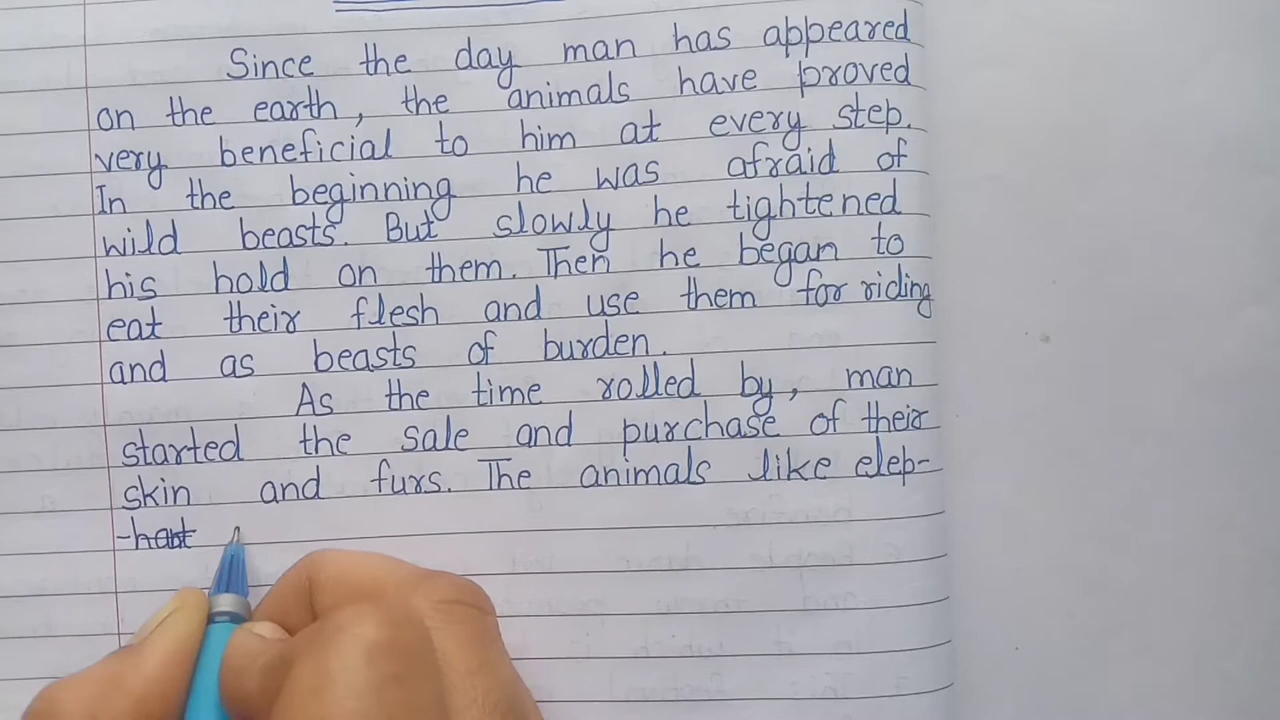 Since the day man has appeared
on the earth, the animals have proved
very beneficial to him at every step.
In the beginning he was afraid of
wild beasts. But slowly he tightened
his hold on them. Then he began to
eat their flesh and use them for riding
and as beasts of burden.
As the time rolled by, man
started the sale and purchase of their
skin and furs. The animals like elep-